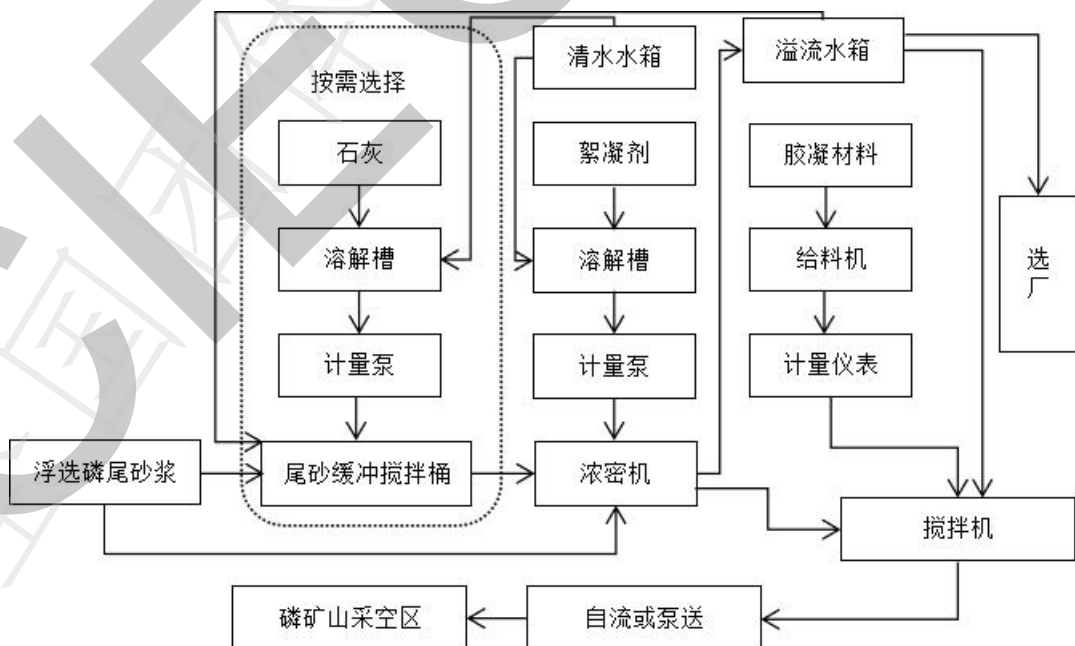 清水水箱
溢流水箱
按需选择
石灰
絮凝剂
胶凝材料
溶解槽
溶解槽
给料机
选厂
计量泵
计量泵
计量仪表
浮选磷尾砂浆
尾砂缓冲搅拌桶
浓密机
搅拌机
磷矿山采空区
自流或泵送